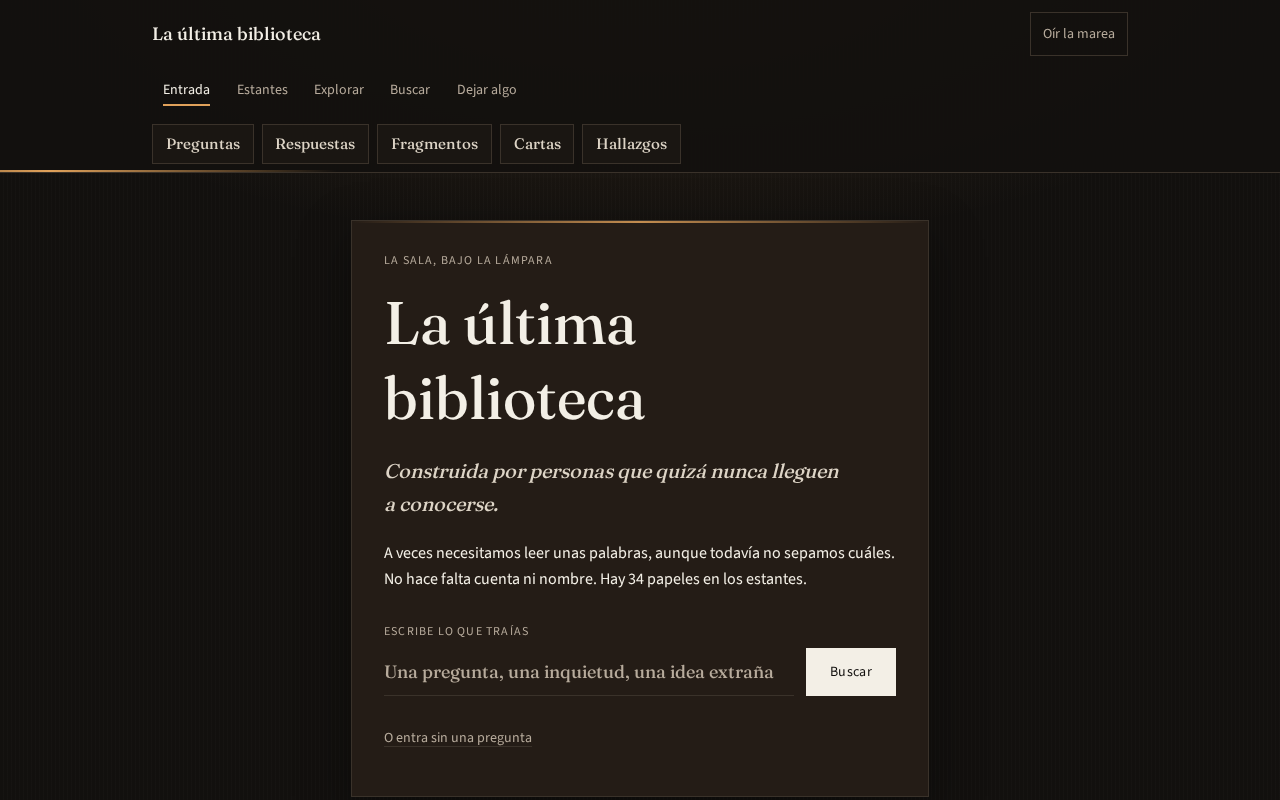 La última biblioteca
Oír la marea
Entrada Estantes Explorar Buscar Dejar algo
Preguntas Respuestas Fragmentos Cartas Hallazgos
LA SALA, BAJO LA LÁMPARA
La última
biblioteca
Construida por personas que quizá nunca lleguen
a conocerse.
A veces necesitamos leer unas palabras, aunque todavía no sepamos cuáles.
No hace falta cuenta ni nombre. Hay 34 papeles en los estantes.
ESCRIBE LO QUE TRAÍAS
Una pregunta, una inquietud, una idea extraña
Buscar
O entra sin una pregunta